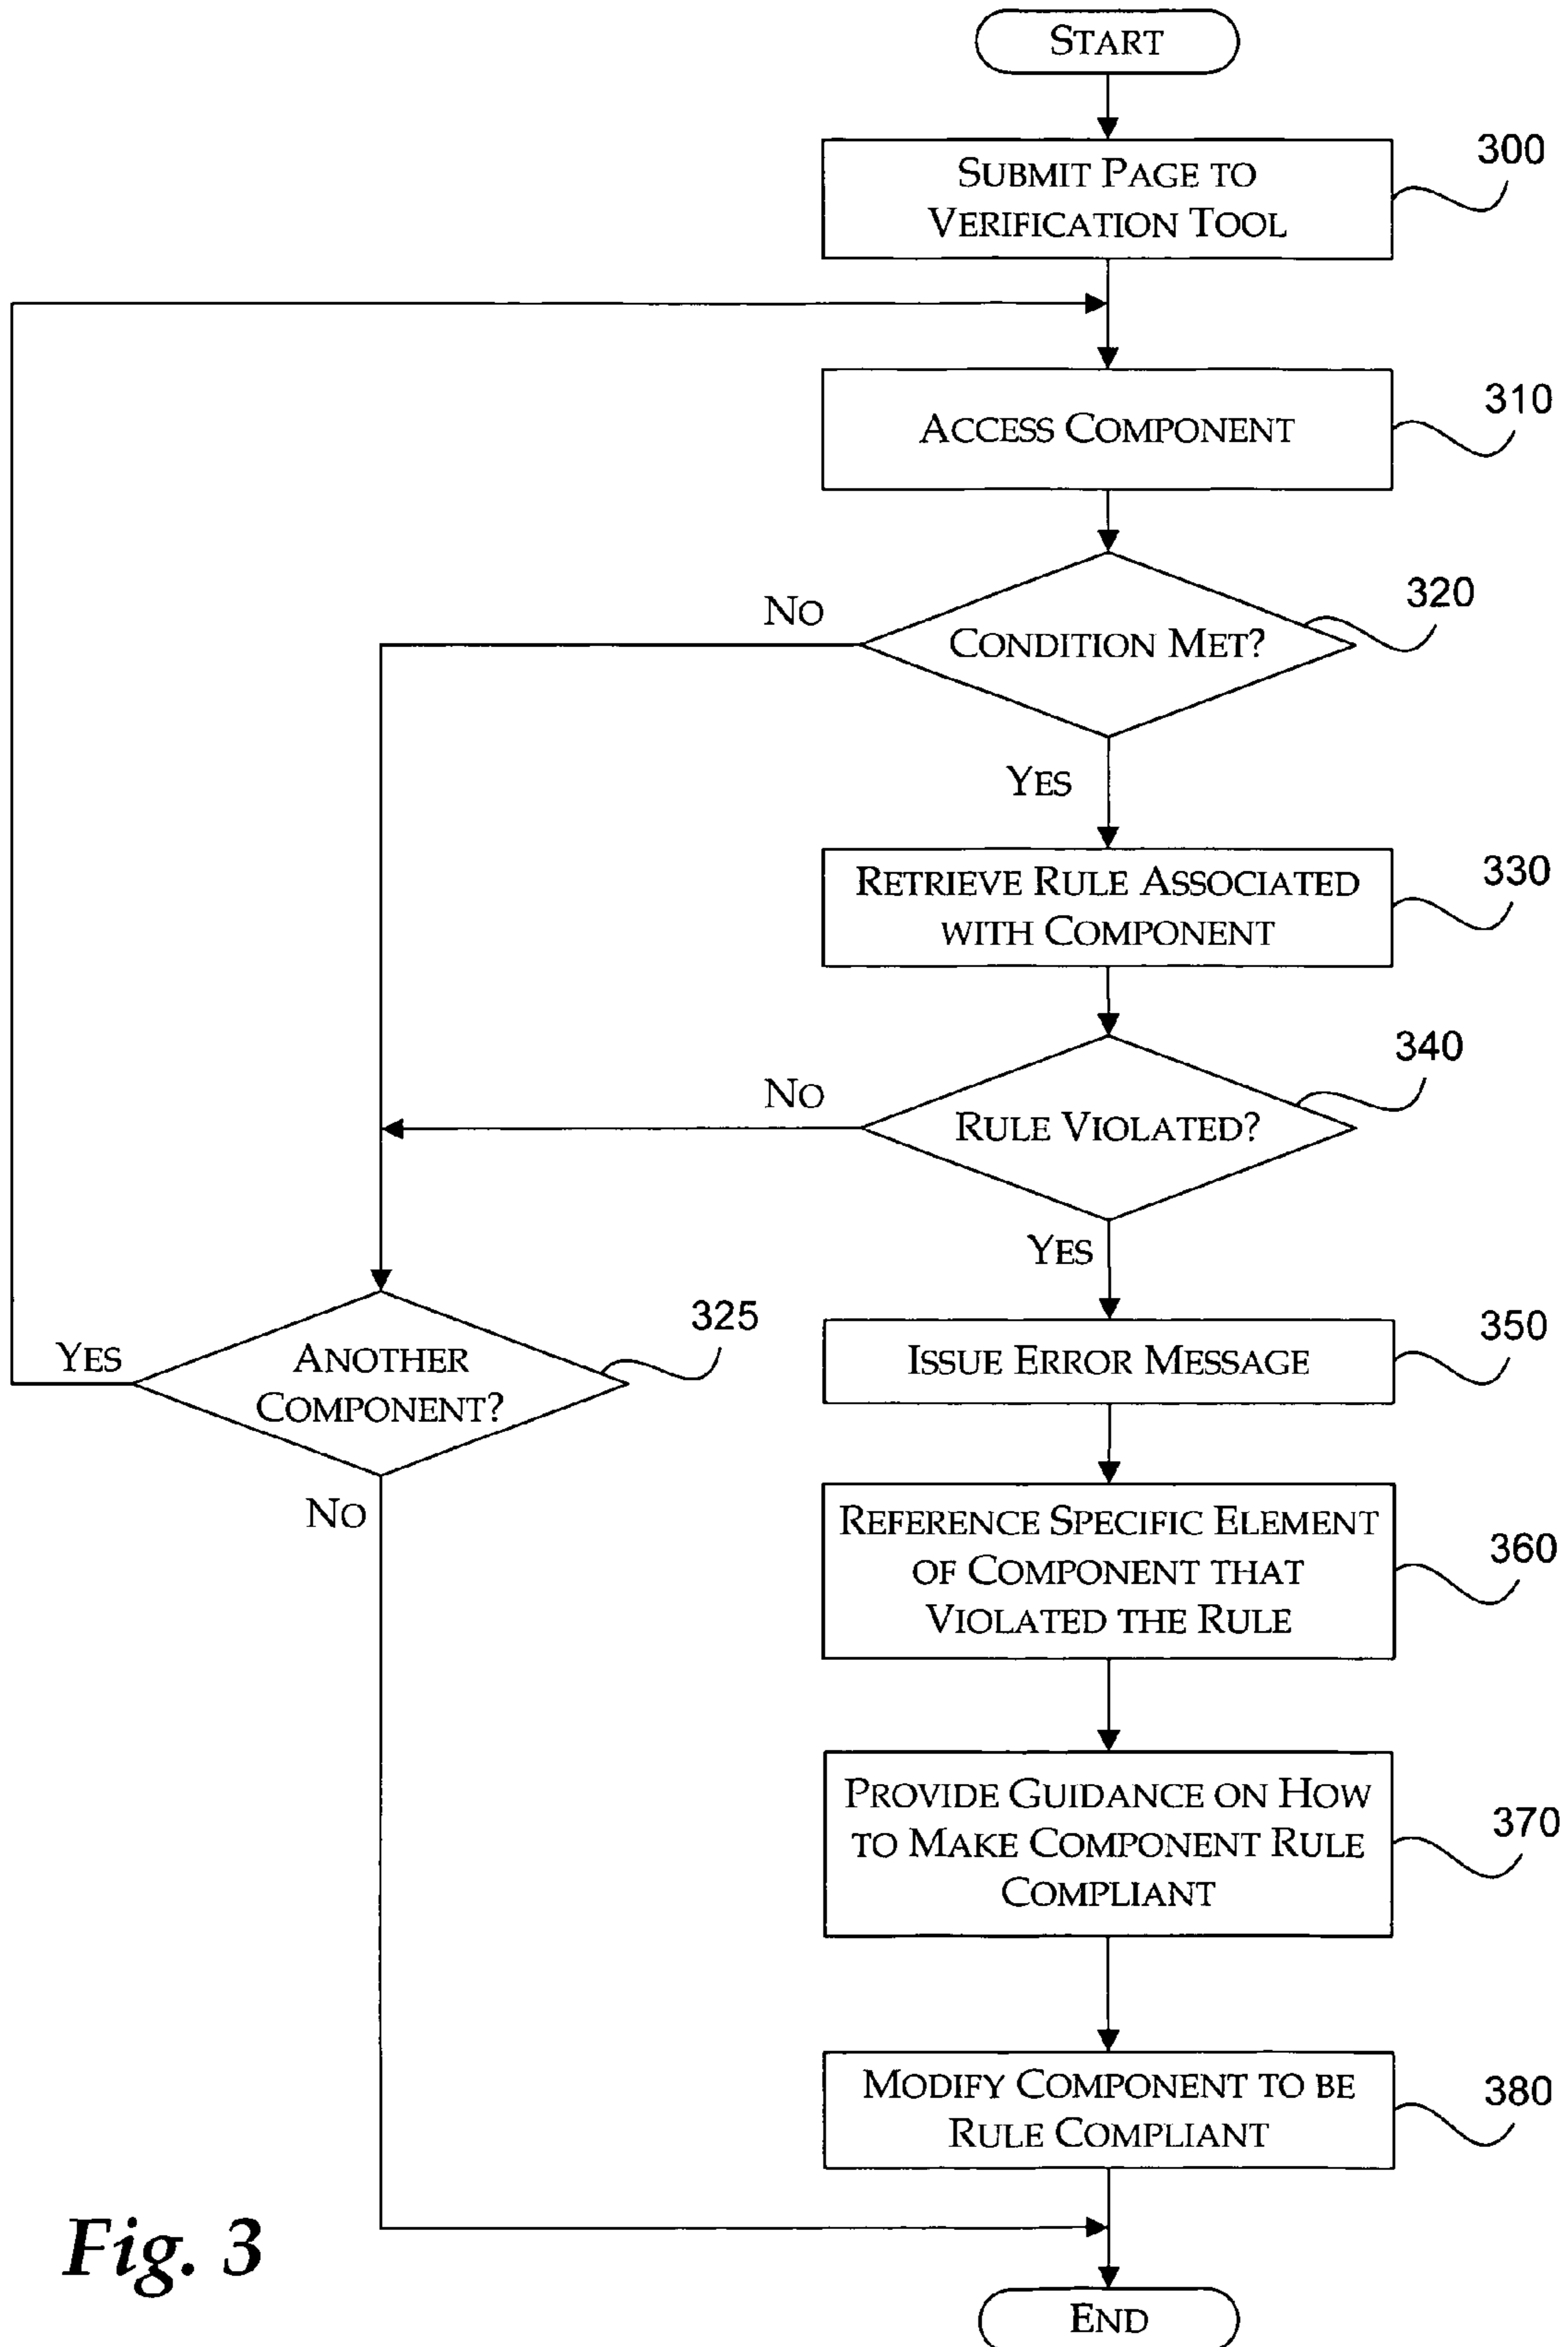 START
300
SUBMIT PAGE TO
VERIFICATION TOOL
310
ACCESS COMPONENT
320
NO
CONDITION MET?
YES
330
RETRIEVE RULE ASSOCIATED
WITH COMPONENT
340
NO
RULE VIOLATED?
YES
325
YES
ANOTHER
COMPONENT?
NO
350
ISSUE ERROR MESSAGE
360
REFERENCE SPECIFIC ELEMENT
OF COMPONENT THAT
VIOLATED THE RULE
370
PROVIDE GUIDANCE ON HOW
TO MAKE COMPONENT RULE
COMPLIANT
380
MODIFY COMPONENT TO BE
RULE COMPLIANT
Fig. 3
END